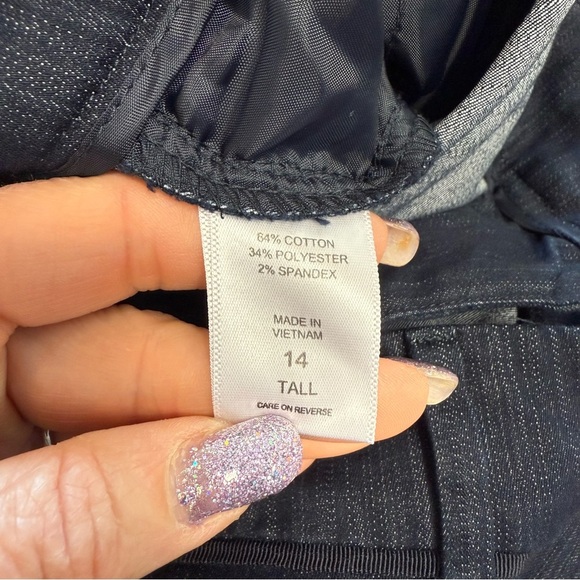 64% COTTON
34% POLYESTER
2% SPANDEX
MADE IN
VIETNAM
14
TALL
CARE ON REVERSE